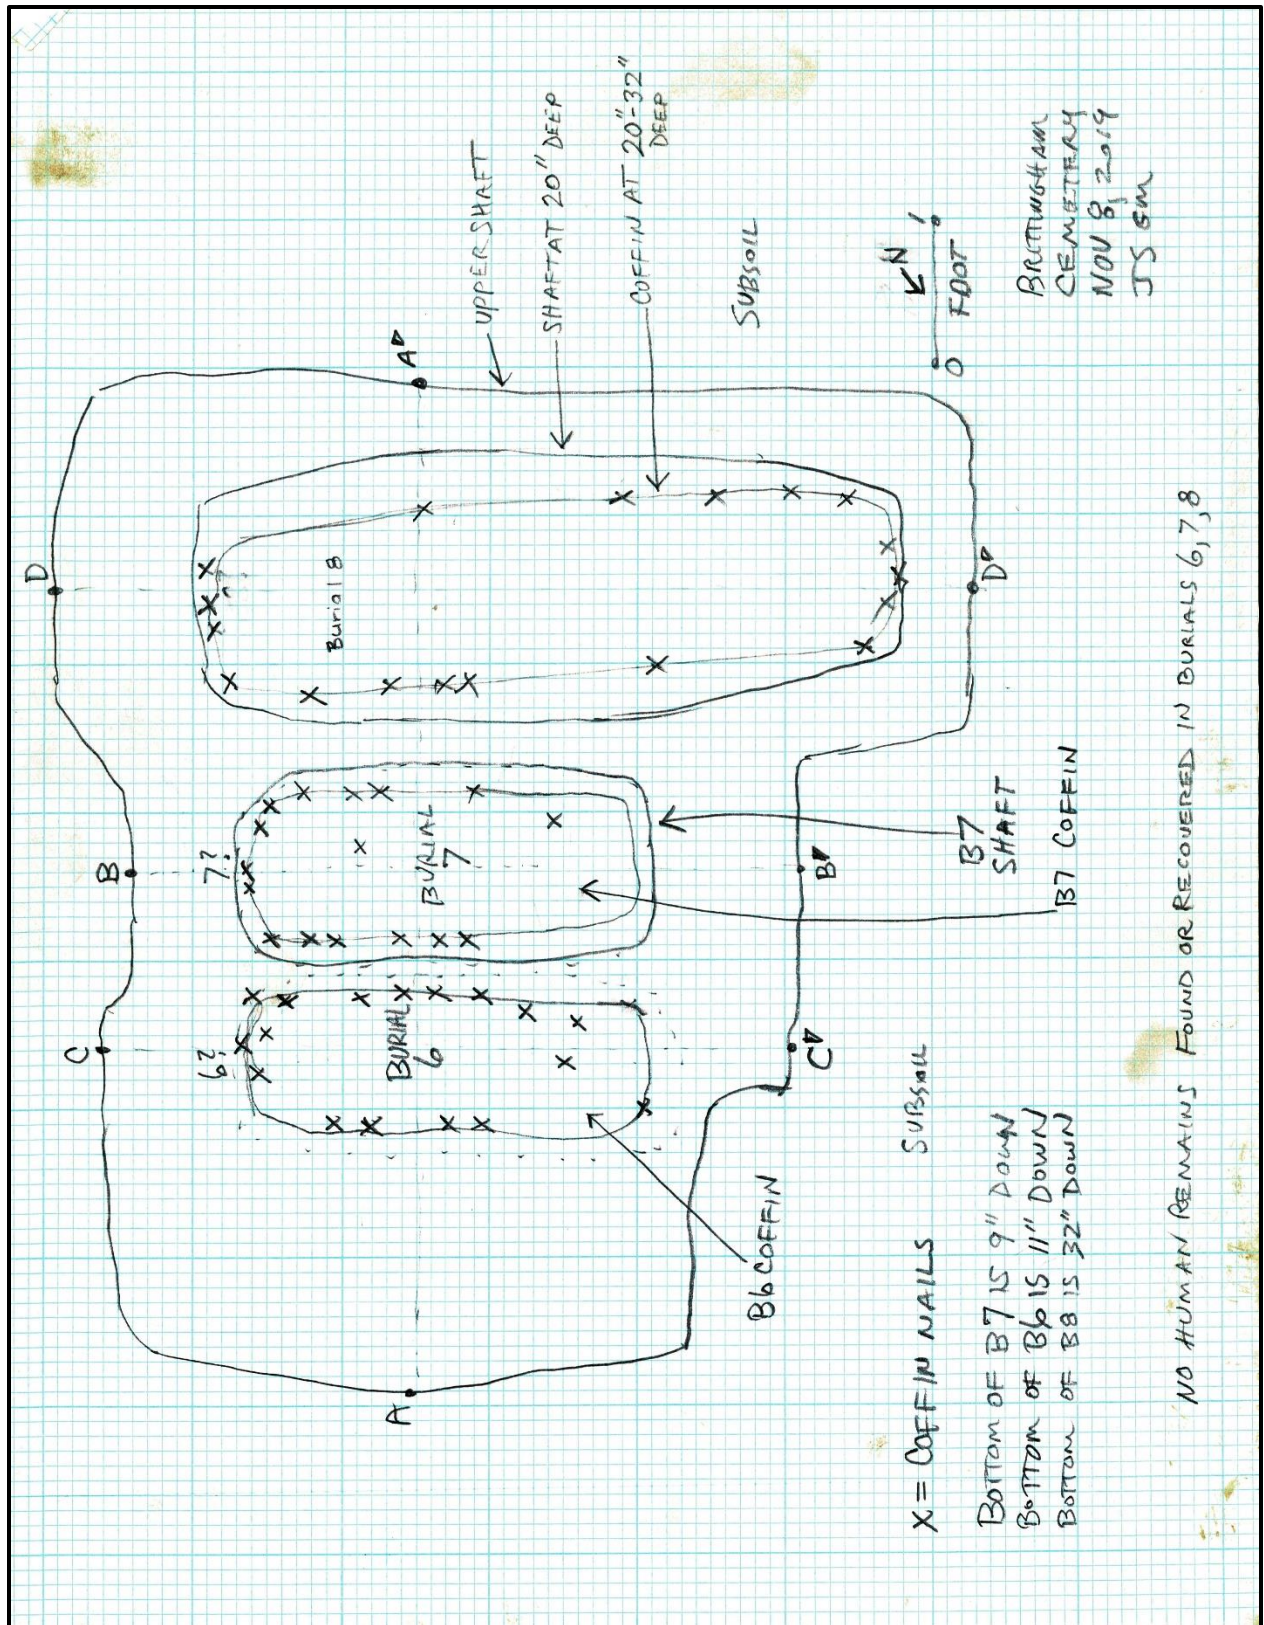 D
B
C
A
A'
B'
C'
D'
6?
7?
BURIAL
6
BURIAL
7
Burial 8
UPPER SHAFT
SHAFT AT 20" DEEP
COFFIN AT 20"-32"
DEEP
SUBSOIL
N
0 1
FOOT
B6 COFFIN
B7
SHAFT
B7 COFFIN
SUBSOIL
X = COFFIN NAILS
BOTTOM OF B7 IS 9" DOWN
BOTTOM OF B6 IS 11" DOWN
BOTTOM OF B8 IS 32" DOWN
BRITTINGHAM
CEMETERY
NOV 8, 2019
JS GM
NO HUMAN REMAINS FOUND OR RECOVERED IN BURIALS 6,7,8